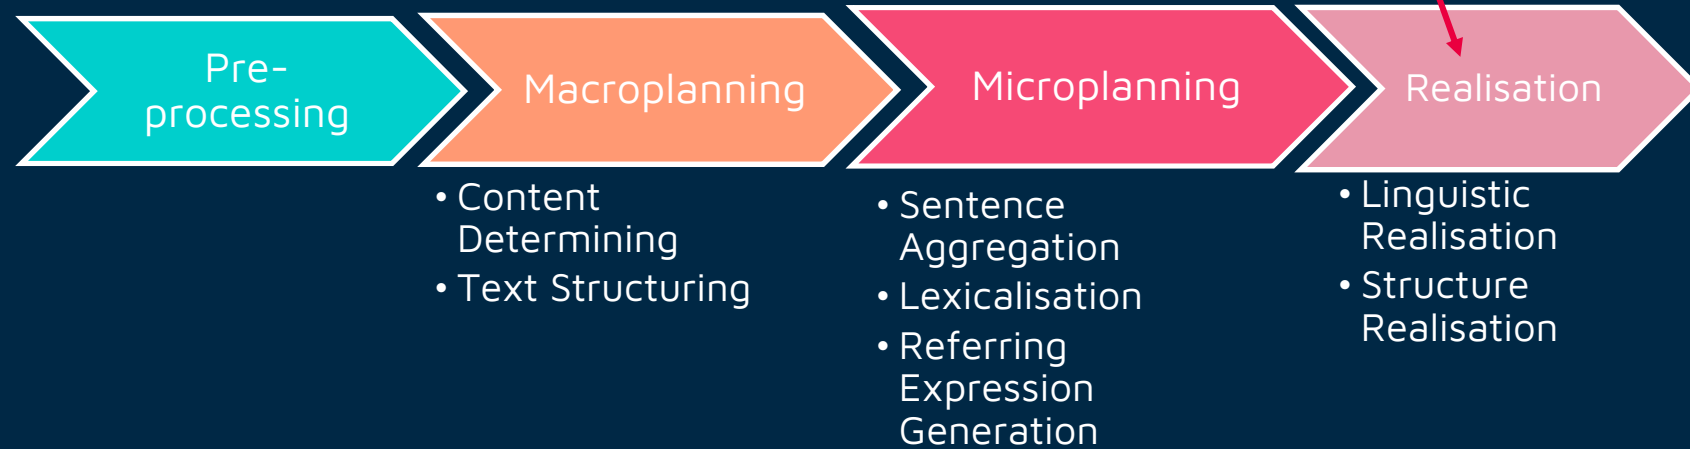 Pre-
processing
Macroplanning
• Content
Determining
• Text Structuring
Microplanning
• Sentence
Aggregation
• Lexicalisation
• Referring
Expression
Generation
Realisation
• Linguistic
Realisation
• Structure
Realisation